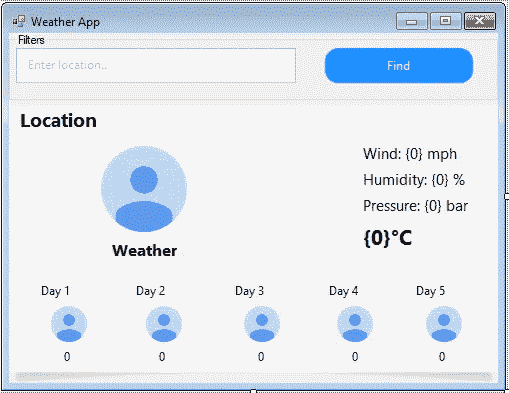 Weather App
Filters
Enter location..
Find
Location
Wind: {0} mph
Humidity: {0} %
Pressure: {0} bar
{0}°C
Weather
Day 1 Day 2 Day 3 Day 4 Day 5
0 0 0 0 0